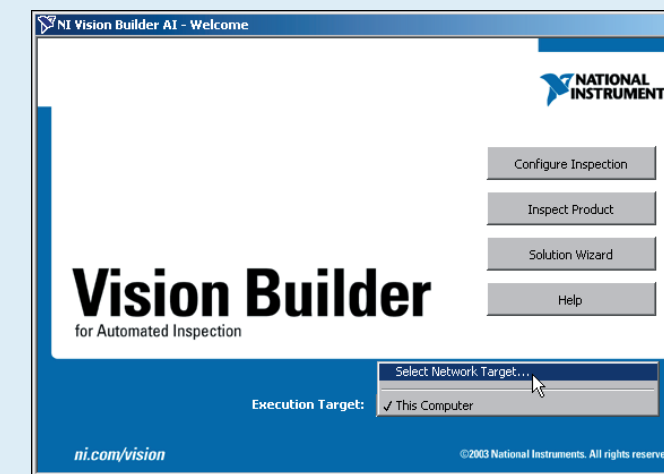 NI Vision Builder AI - Welcome
NATIONAL
INSTRUMENT
Configure Inspection
Inspect Product
Solution Wizard
Help
Vision Builder
for Automated Inspection
Select Network Target...
Execution Target:
✓ This Computer
ni.com/vision
©2003 National Instruments. All rights reserve